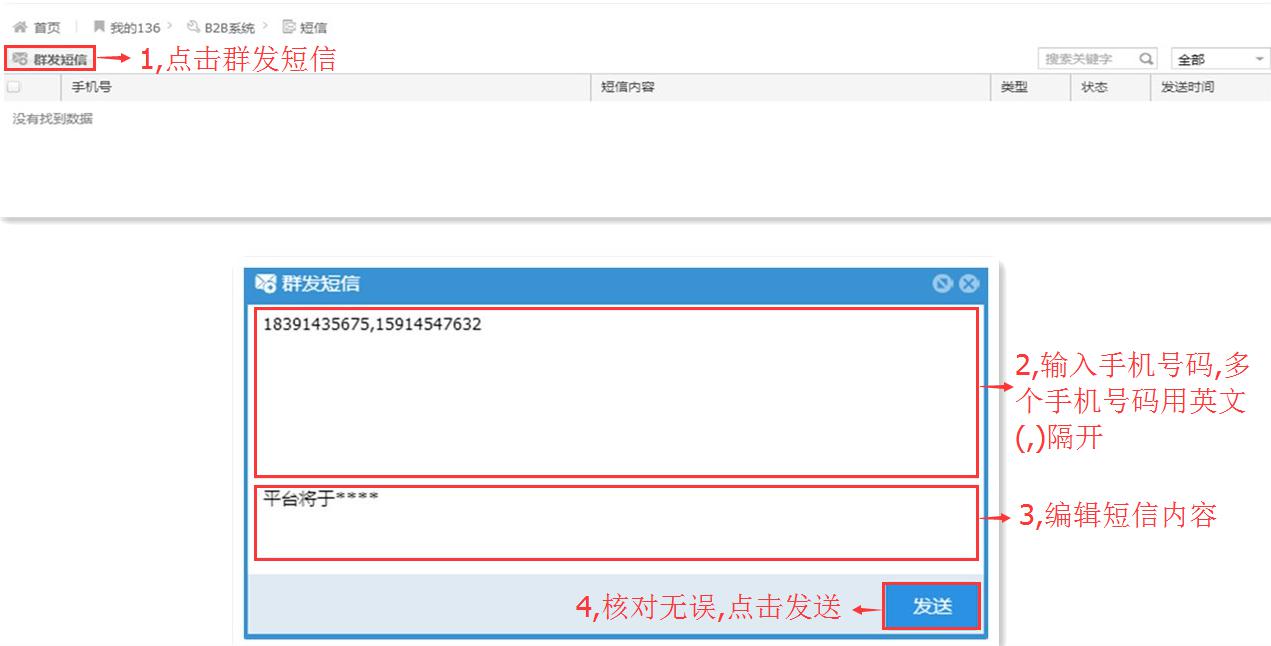 首页 我的136 B2B系统 短信
群发短信 1,点击群发短信 搜索关键字 全部
手机号 短信内容 类型 状态 发送时间
没有找到数据
群发短信
18391435675,15914547632
2,输入手机号码,多
个手机号码用英文
(,)隔开
平台将于****
3,编辑短信内容
4,核对无误,点击发送 发送